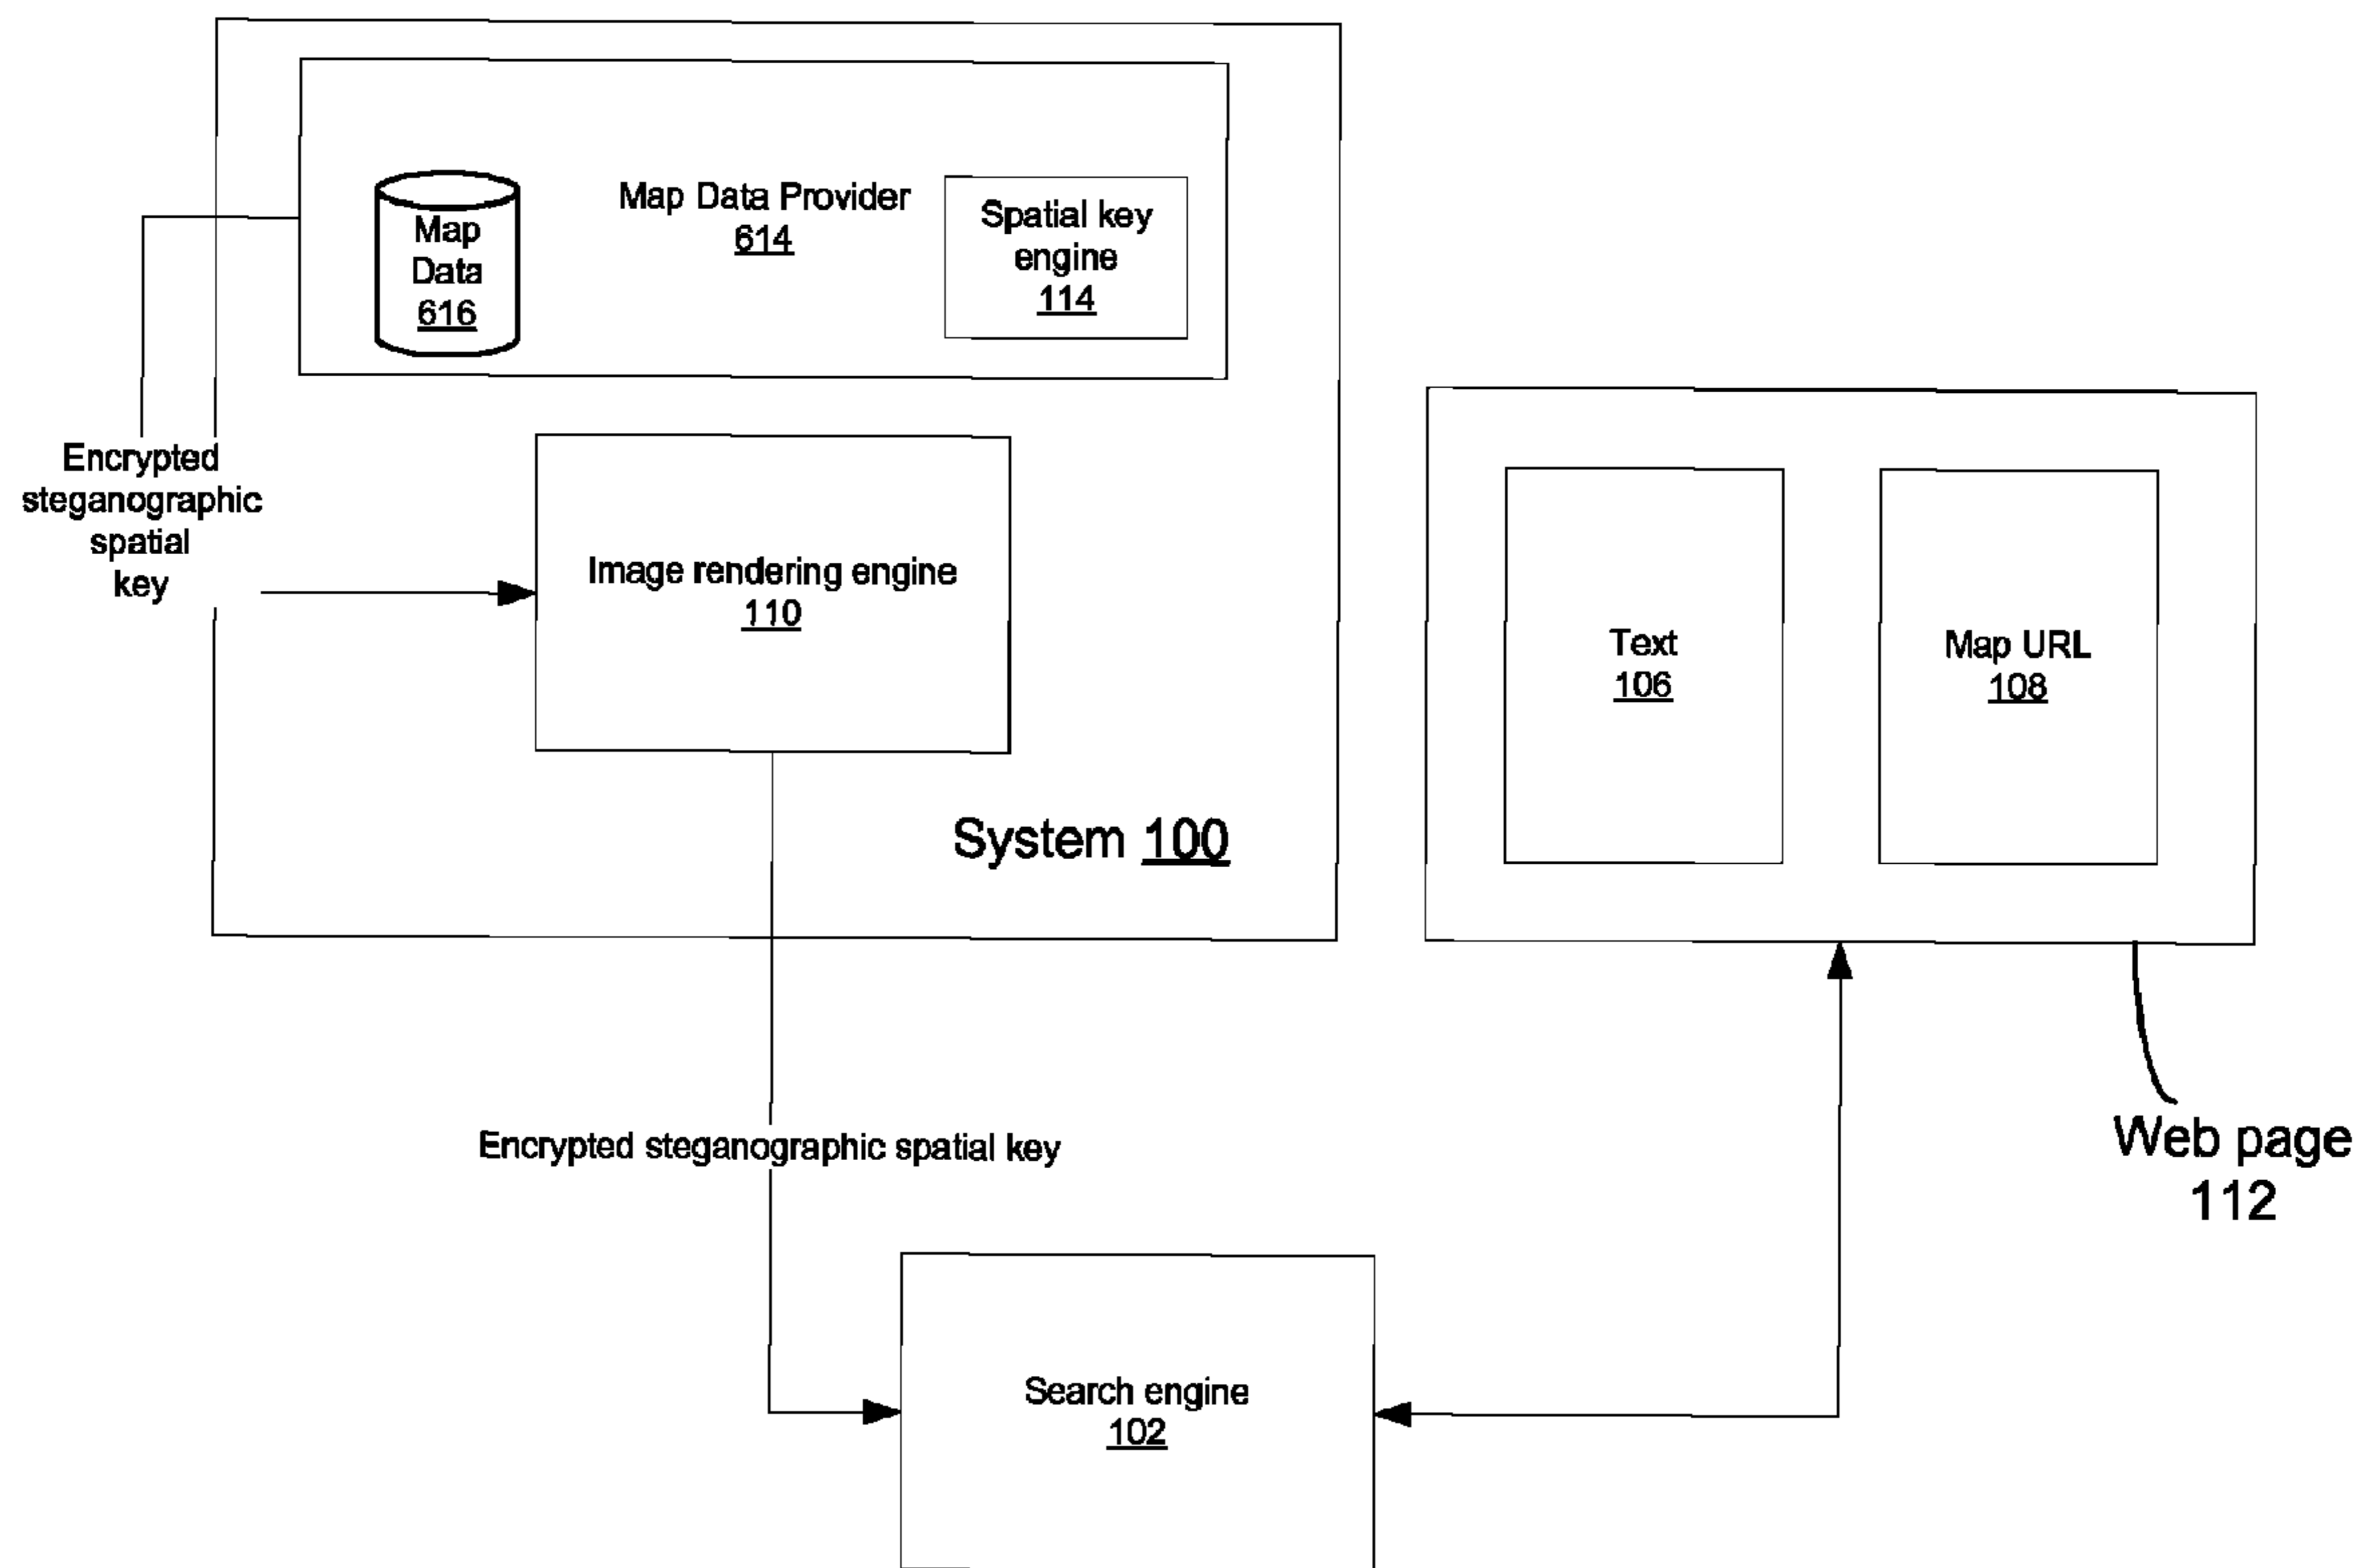 Map Data Provider
614
Map
Data
616
Spatial key
engine
114
Encrypted
steganographic
spatial
key
Image rendering engine
110
System 100
Text
106
Map URL
108
Encrypted steganographic spatial key
Web page
112
Search engine
102